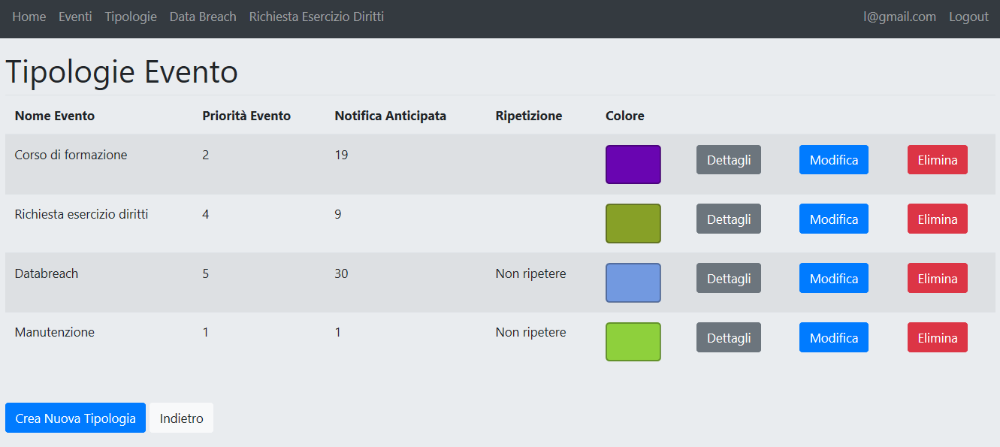 Home Eventi Tipologie Data Breach Richiesta Esercizio Diritti l@gmail.com Logout
Tipologie Evento
Nome Evento Priorità Evento Notifica Anticipata Ripetizione Colore
Corso di formazione 2 19 Dettagli Modifica Elimina
Richiesta esercizio diritti 4 9 Dettagli Modifica Elimina
Databreach 5 30 Non ripetere Dettagli Modifica Elimina
Manutenzione 1 1 Non ripetere Dettagli Modifica Elimina
Crea Nuova Tipologia Indietro